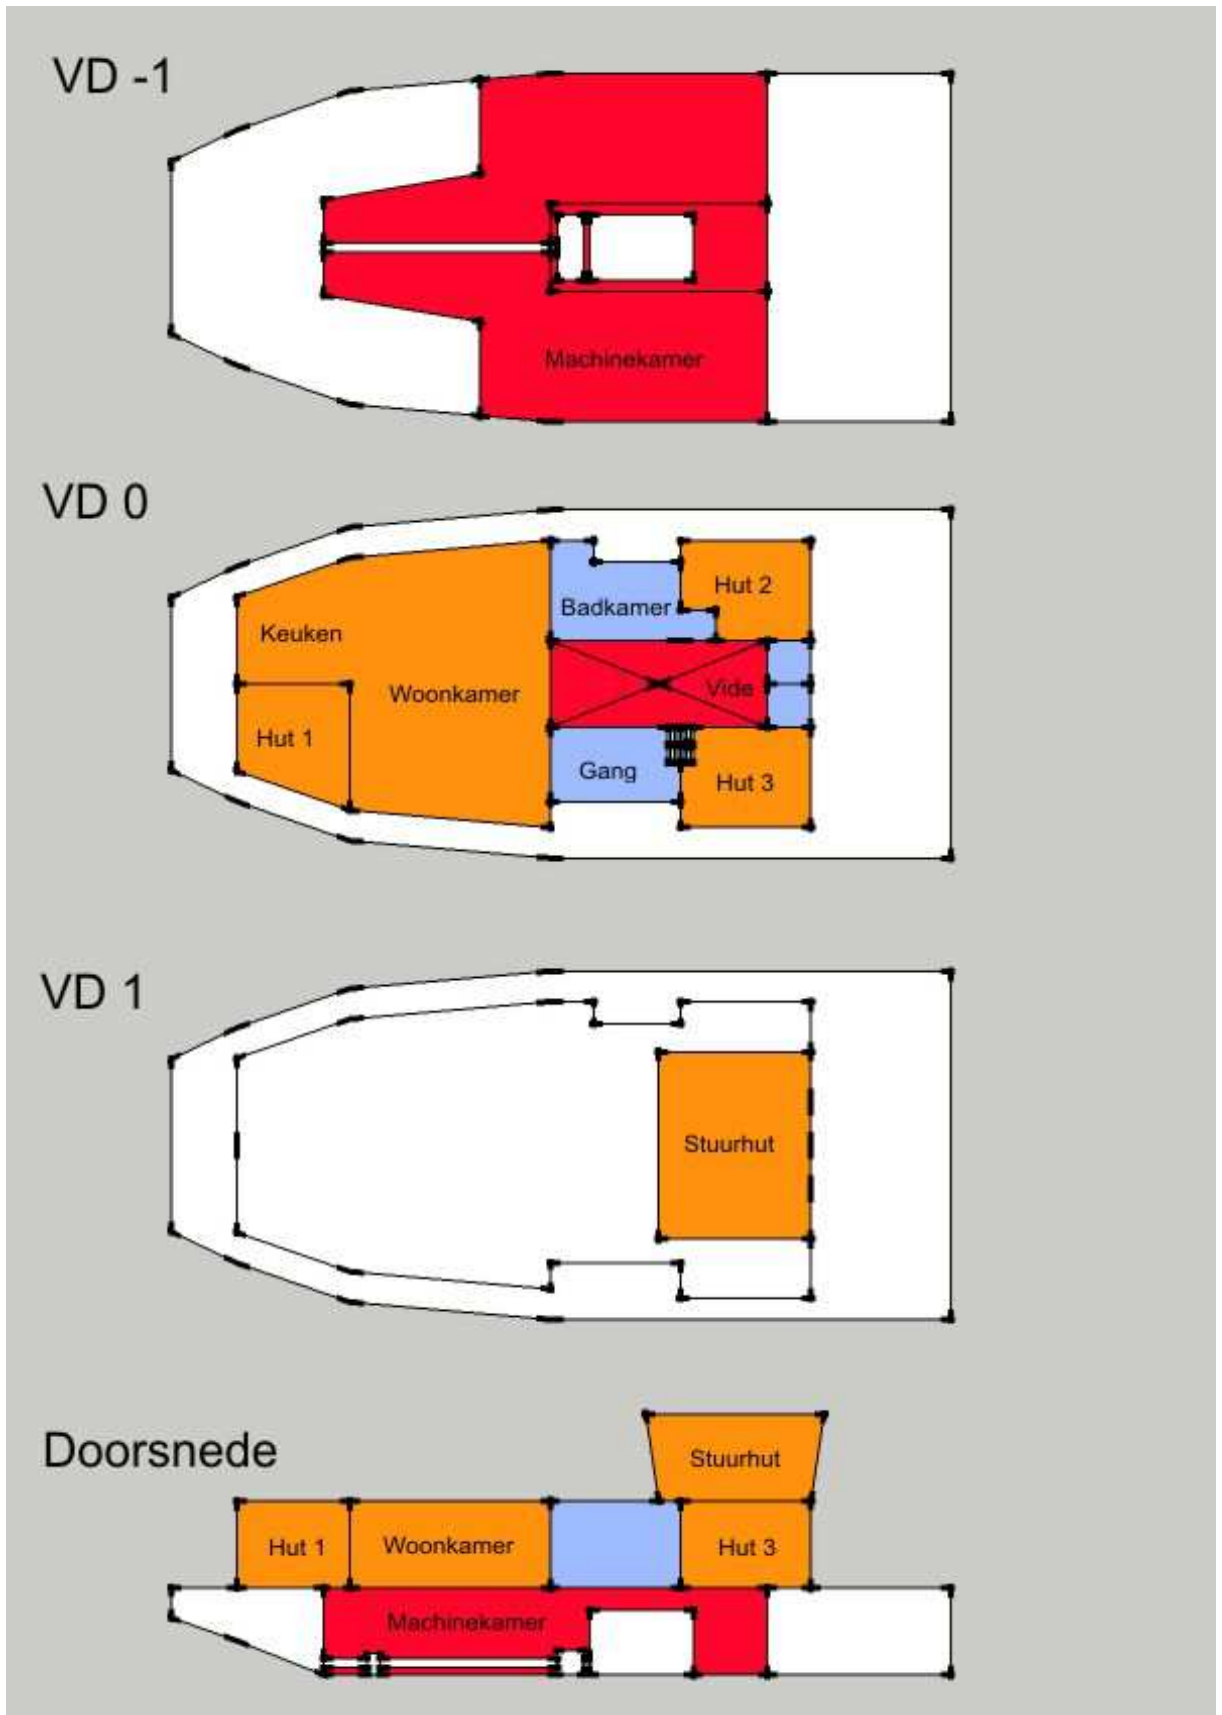 VD -1
Machinekamer
VD 0
Hut 2
Badkamer
Keuken
Vide
Woonkamer
Hut 1
Gang
Hut 3
VD 1
Stuurhut
Doorsnede
Stuurhut
Hut 1
Woonkamer
Hut 3
Machinekamer